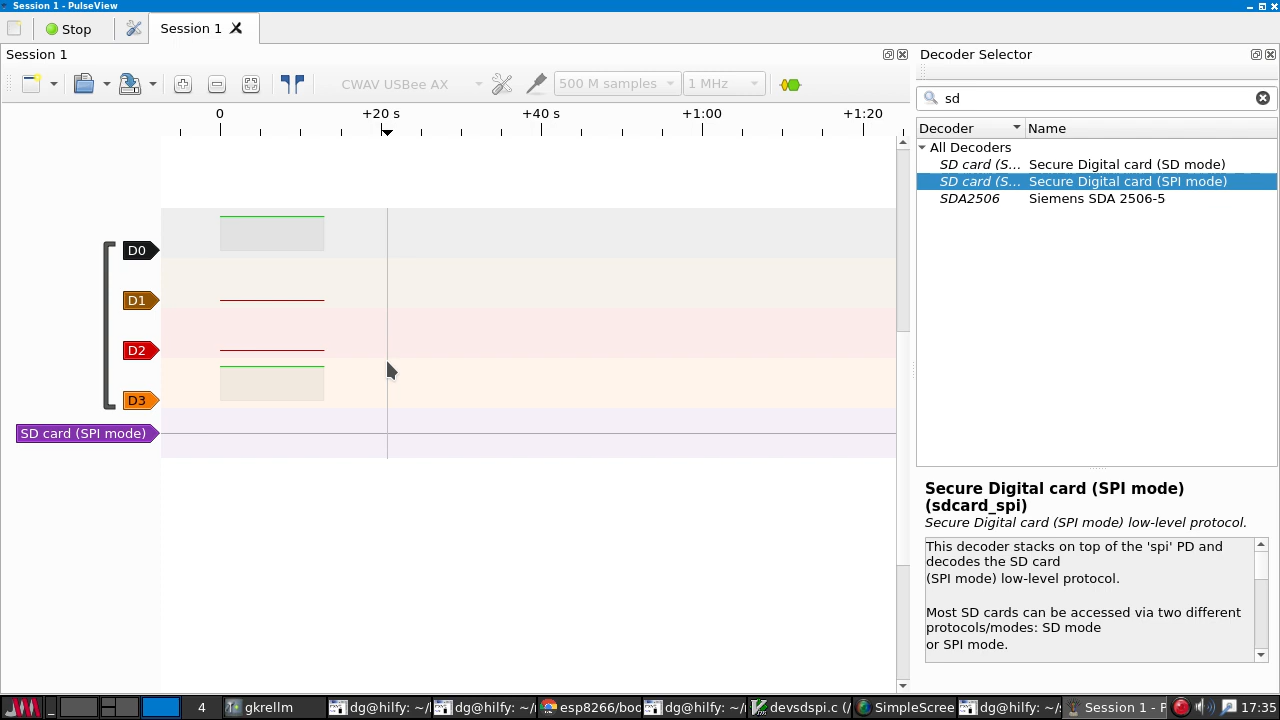 Session 1 - PulseView
Stop
Session 1
Session 1
CWAV USBee AX
500 M samples
1 MHz
0
+20 s
+40 s
+1:00
+1:20
D0
D1
D2
D3
SD card (SPI mode)
Decoder Selector
sd
Decoder
Name
All Decoders
SD card (S... Secure Digital card (SD mode)
SD card (S... Secure Digital card (SPI mode)
SDA2506 Siemens SDA 2506-5
Secure Digital card (SPI mode)
(sdcard_spi)
Secure Digital card (SPI mode) low-level protocol.
This decoder stacks on top of the 'spi' PD and
decodes the SD card
(SPI mode) low-level protocol.
Most SD cards can be accessed via two different
protocols/modes: SD mode
or SPI mode.
4
gkrellm
dg@hilfy: ~/
dg@hilfy: ~/
esp8266/boo
dg@hilfy: ~/
devsdspi.c (/
SimpleScree
dg@hilfy: ~/
Session 1 - P
17:35